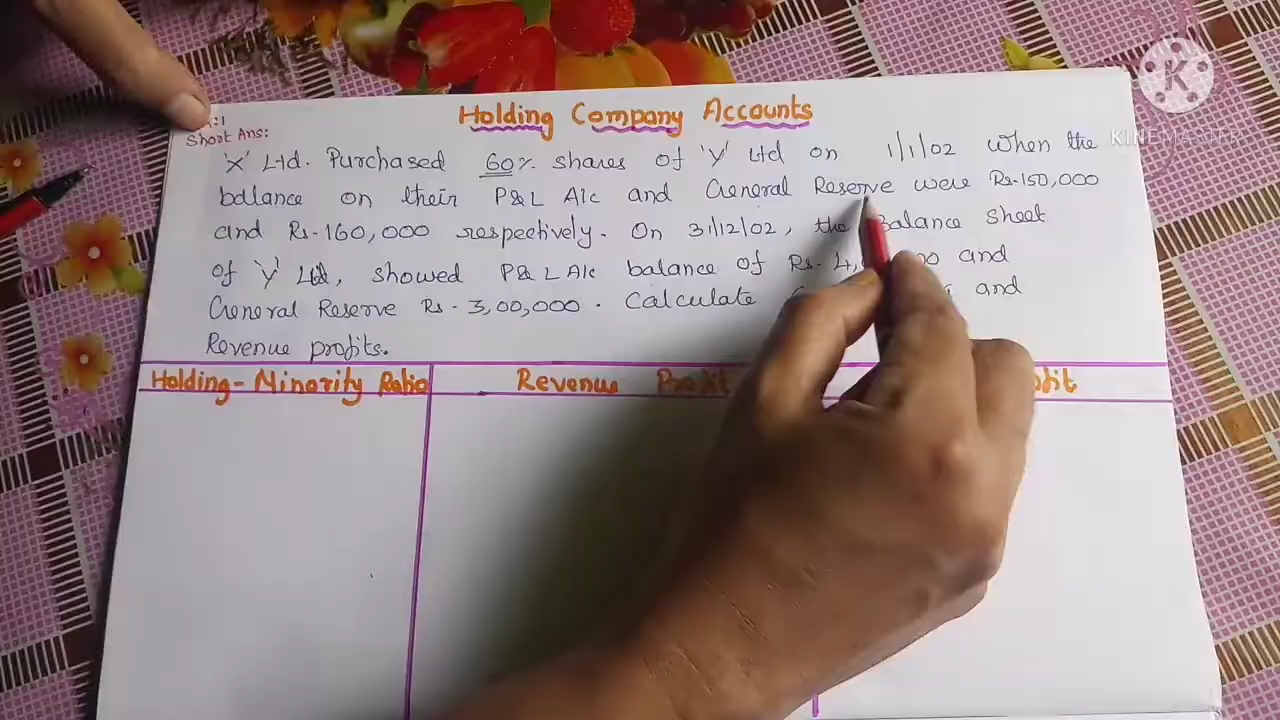 Holding Company Accounts
Short Ans:
'X' Ltd. Purchased 60% shares of 'Y' Ltd on 1/1/02 When the
balance on their P&L A/c and General Reserve were Rs.150,000
and Rs.160,000 respectively. On 31/12/02, the Balance Sheet
of 'Y' Ltd, showed P&L A/c balance of Rs. and
General Reserve Rs. 3,00,000. Calculate and
Revenue profits.
Holding-Minority Ratio Revenue Profit
K
KINEMASTER